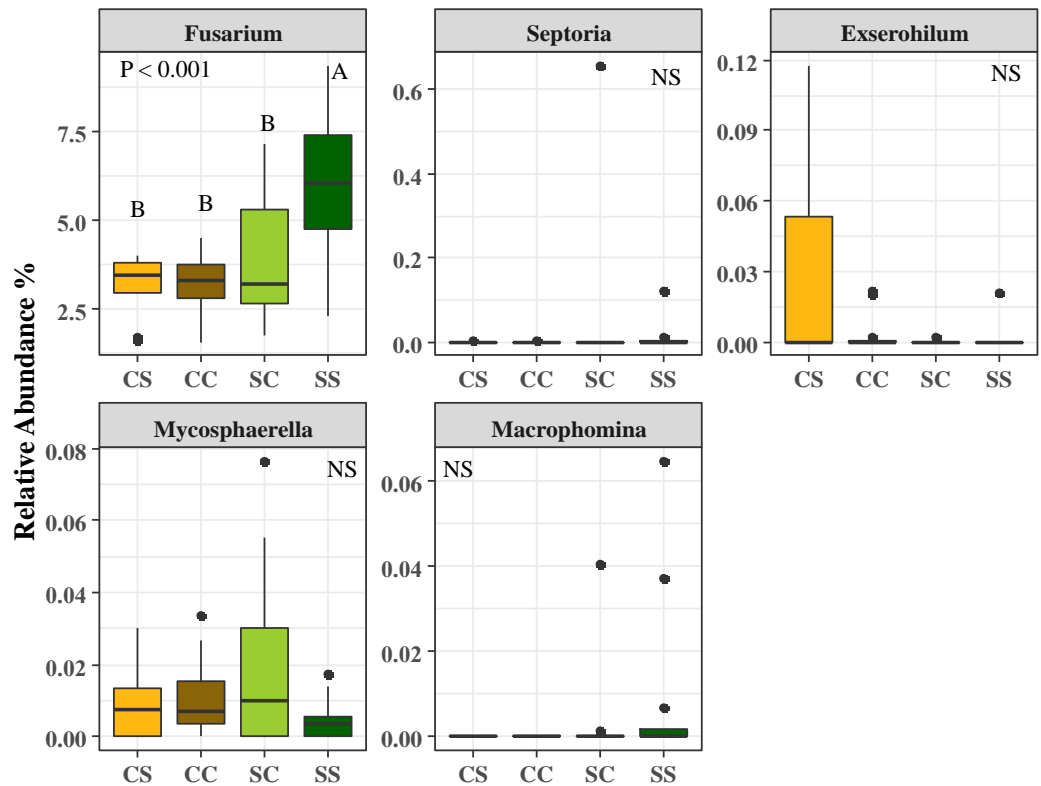 Relative Abundance %
Fusarium
P < 0.001
A
B
B
B
7.5
5.0
2.5
CS CC SC SS
Septoria
NS
0.6
0.4
0.2
0.0
CS CC SC SS
Exserohilum
NS
0.12
0.09
0.06
0.03
0.00
CS CC SC SS
Mycosphaerella
NS
0.08
0.06
0.04
0.02
0.00
CS CC SC SS
Macrophomina
NS
0.06
0.04
0.02
0.00
CS CC SC SS